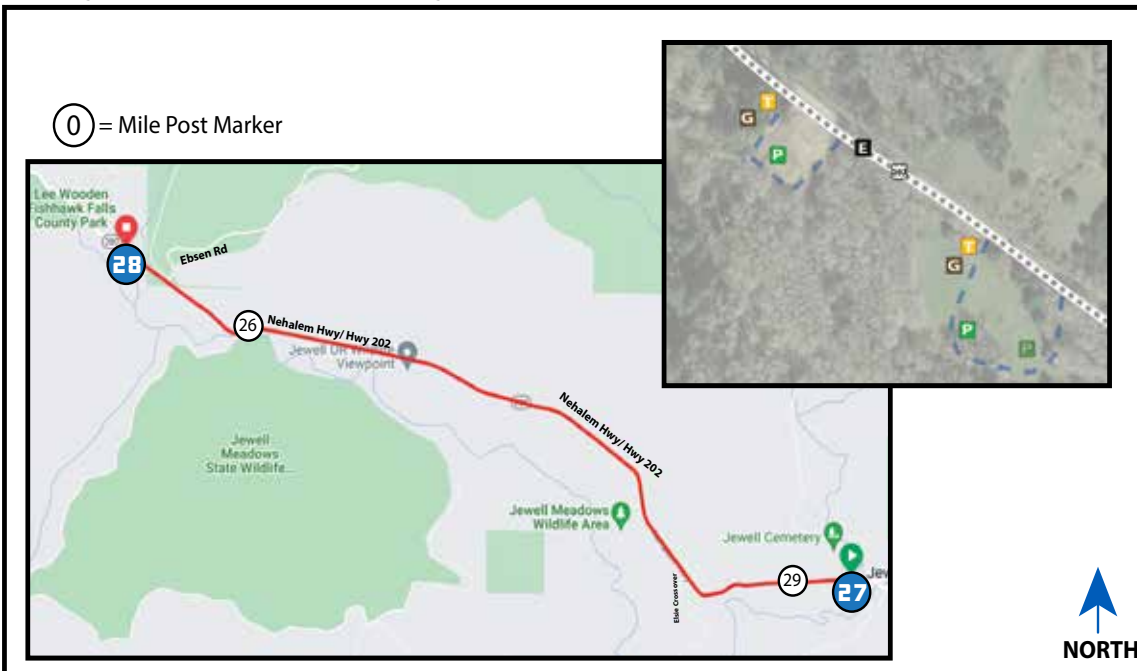 0 = Mile Post Marker
T
G
P
E
T
G
P
P
Lee Wooden
Fishhawk Falls
County Park
28
Ebsen Rd
26
Nehalem Hwy/ Hwy 202
Viewpoint
Nehalem Hwy/ Hwy 202
Jewell
Meadows
State Wildlife...
Jewell Meadows
Wildlife Area
Elsie Crossover
Jewell Cemetery
29
27
NORTH